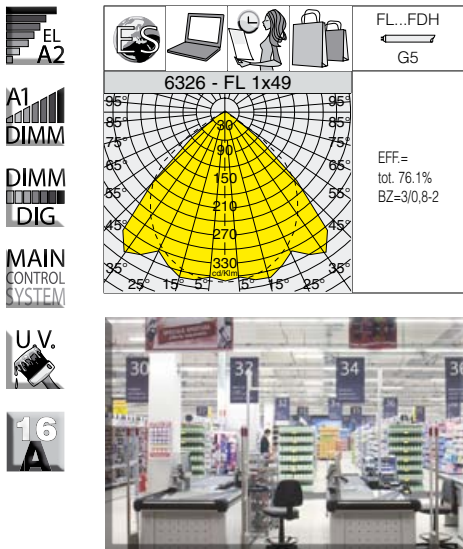 EL
A2
A1
DIMM
DIMM
DIG
MAIN
CONTROL
SYSTEM
U.V.
16
A
ES
FL...FDH
G5
6326 - FL 1x49
95° 95°
85° 85°
75° 75°
65° 65°
55° 55°
45° 45°
35° 35°
25° 15° 5° 5° 15° 25°
30
90
150
210
270
330
cd/Klm
EFF.=
tot. 76.1%
BZ=3/0,8-2
30
32
34
36